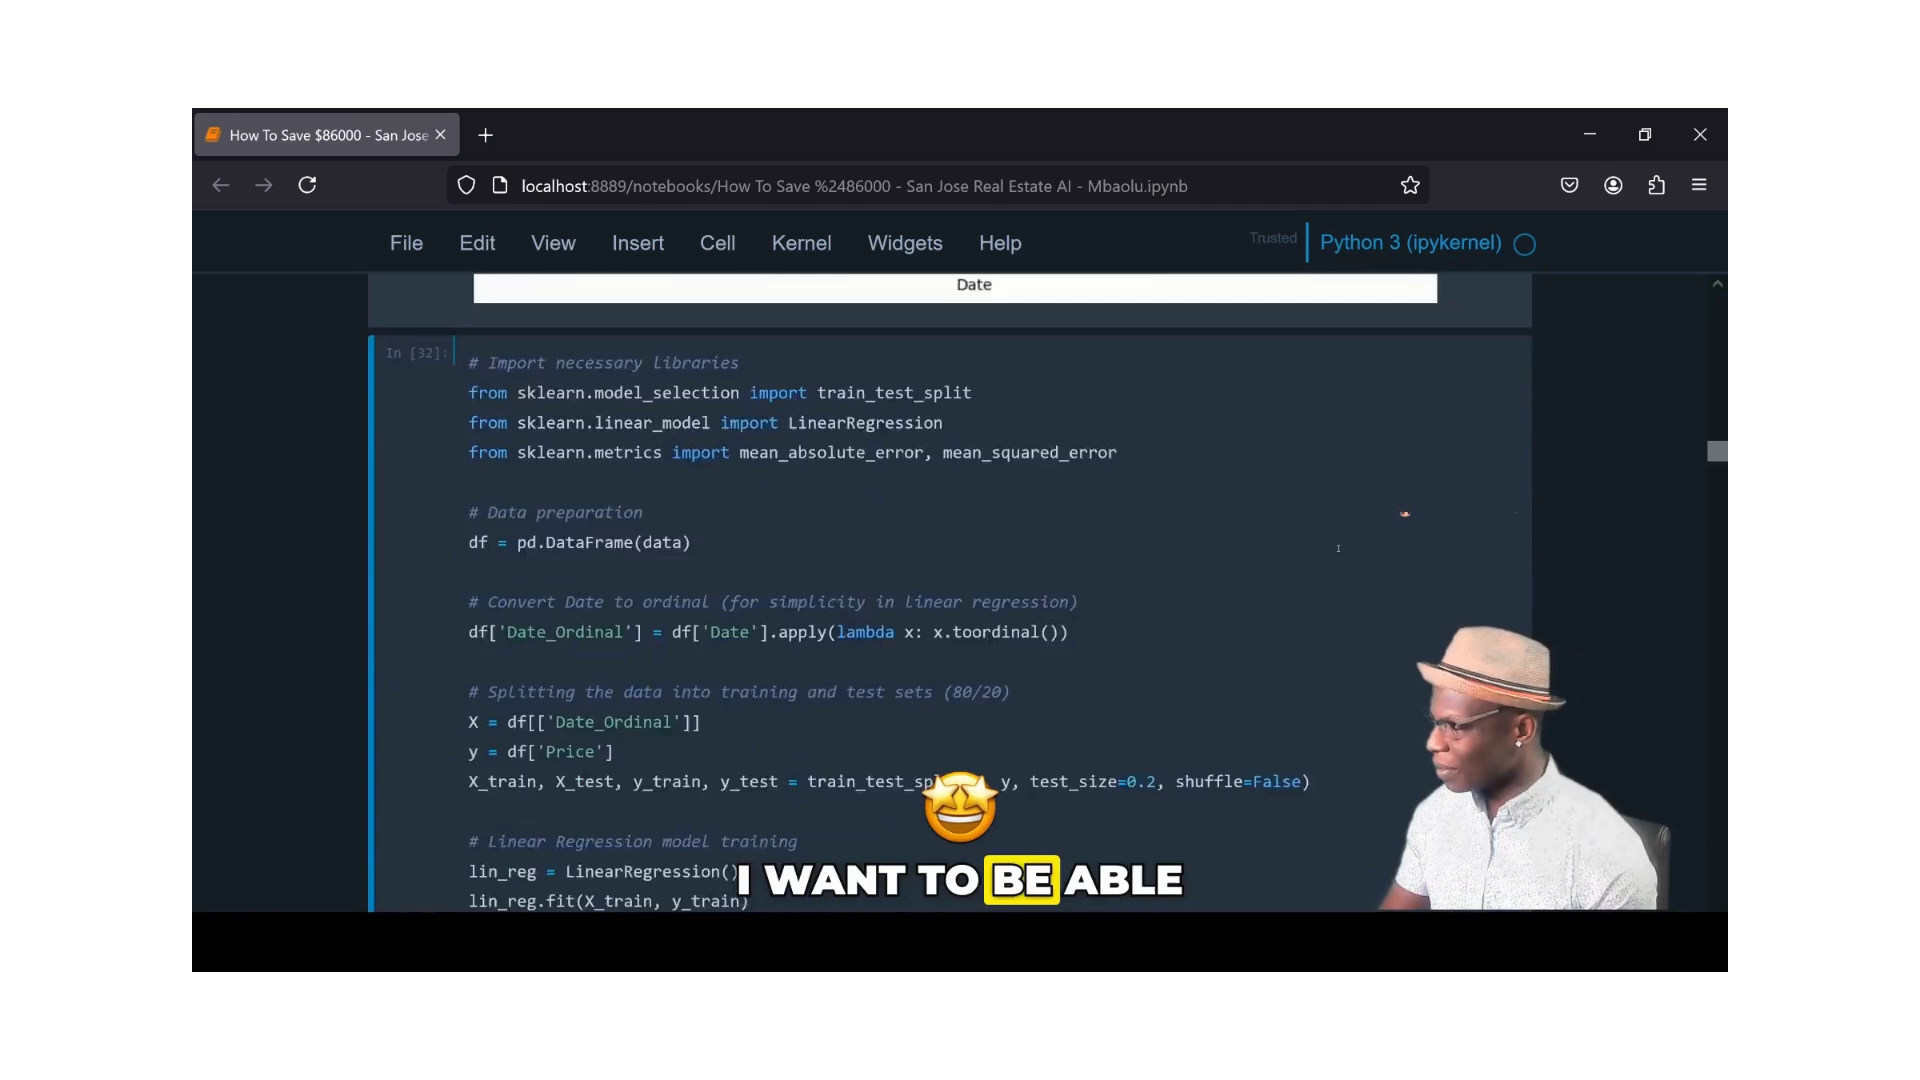 How To Save $86000 - San Jose
localhost:8889/notebooks/How To Save %2486000 - San Jose Real Estate AI - Mbaolu.ipynb
File Edit View Insert Cell Kernel Widgets Help Trusted Python 3 (ipykernel)
Date
In [32]:
# Import necessary libraries
from sklearn.model_selection import train_test_split
from sklearn.linear_model import LinearRegression
from sklearn.metrics import mean_absolute_error, mean_squared_error
# Data preparation
df = pd.DataFrame(data)
# Convert Date to ordinal (for simplicity in linear regression)
df['Date_Ordinal'] = df['Date'].apply(lambda x: x.toordinal())
# Splitting the data into training and test sets (80/20)
X = df[['Date_Ordinal']]
y = df['Price']
X_train, X_test, y_train, y_test = train_test_sp y, test_size=0.2, shuffle=False)
# Linear Regression model training
lin_reg = LinearRegression()
I WANT TO BE ABLE
lin_reg.fit(X_train, y_train)